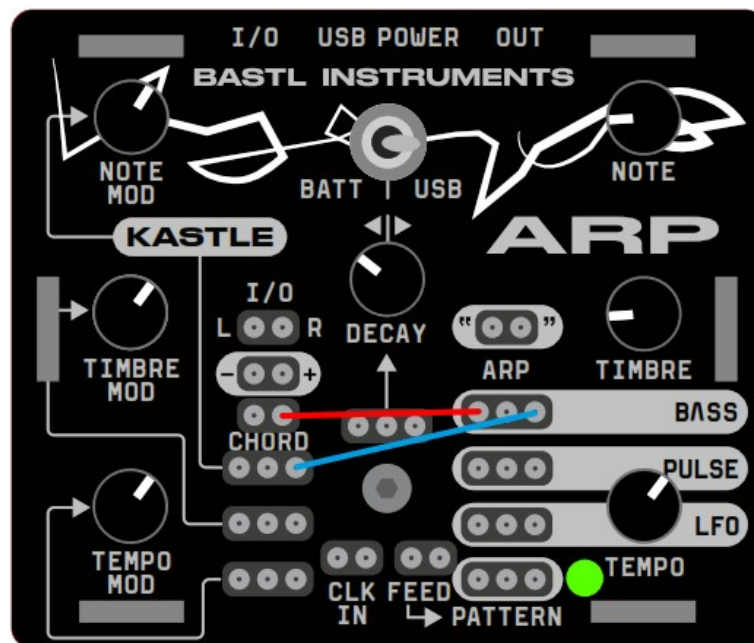 I/O USB POWER OUT
BASTL INSTRUMENTS
NOTE
MOD
BATT USB
NOTE
KASTLE
ARP
I/O
L R
DECAY
“ ”
TIMBRE
MOD
- +
ARP
TIMBRE
BASS
CHORD
PULSE
LFO
TEMPO
MOD
CLK
IN
FEED
PATTERN
TEMPO